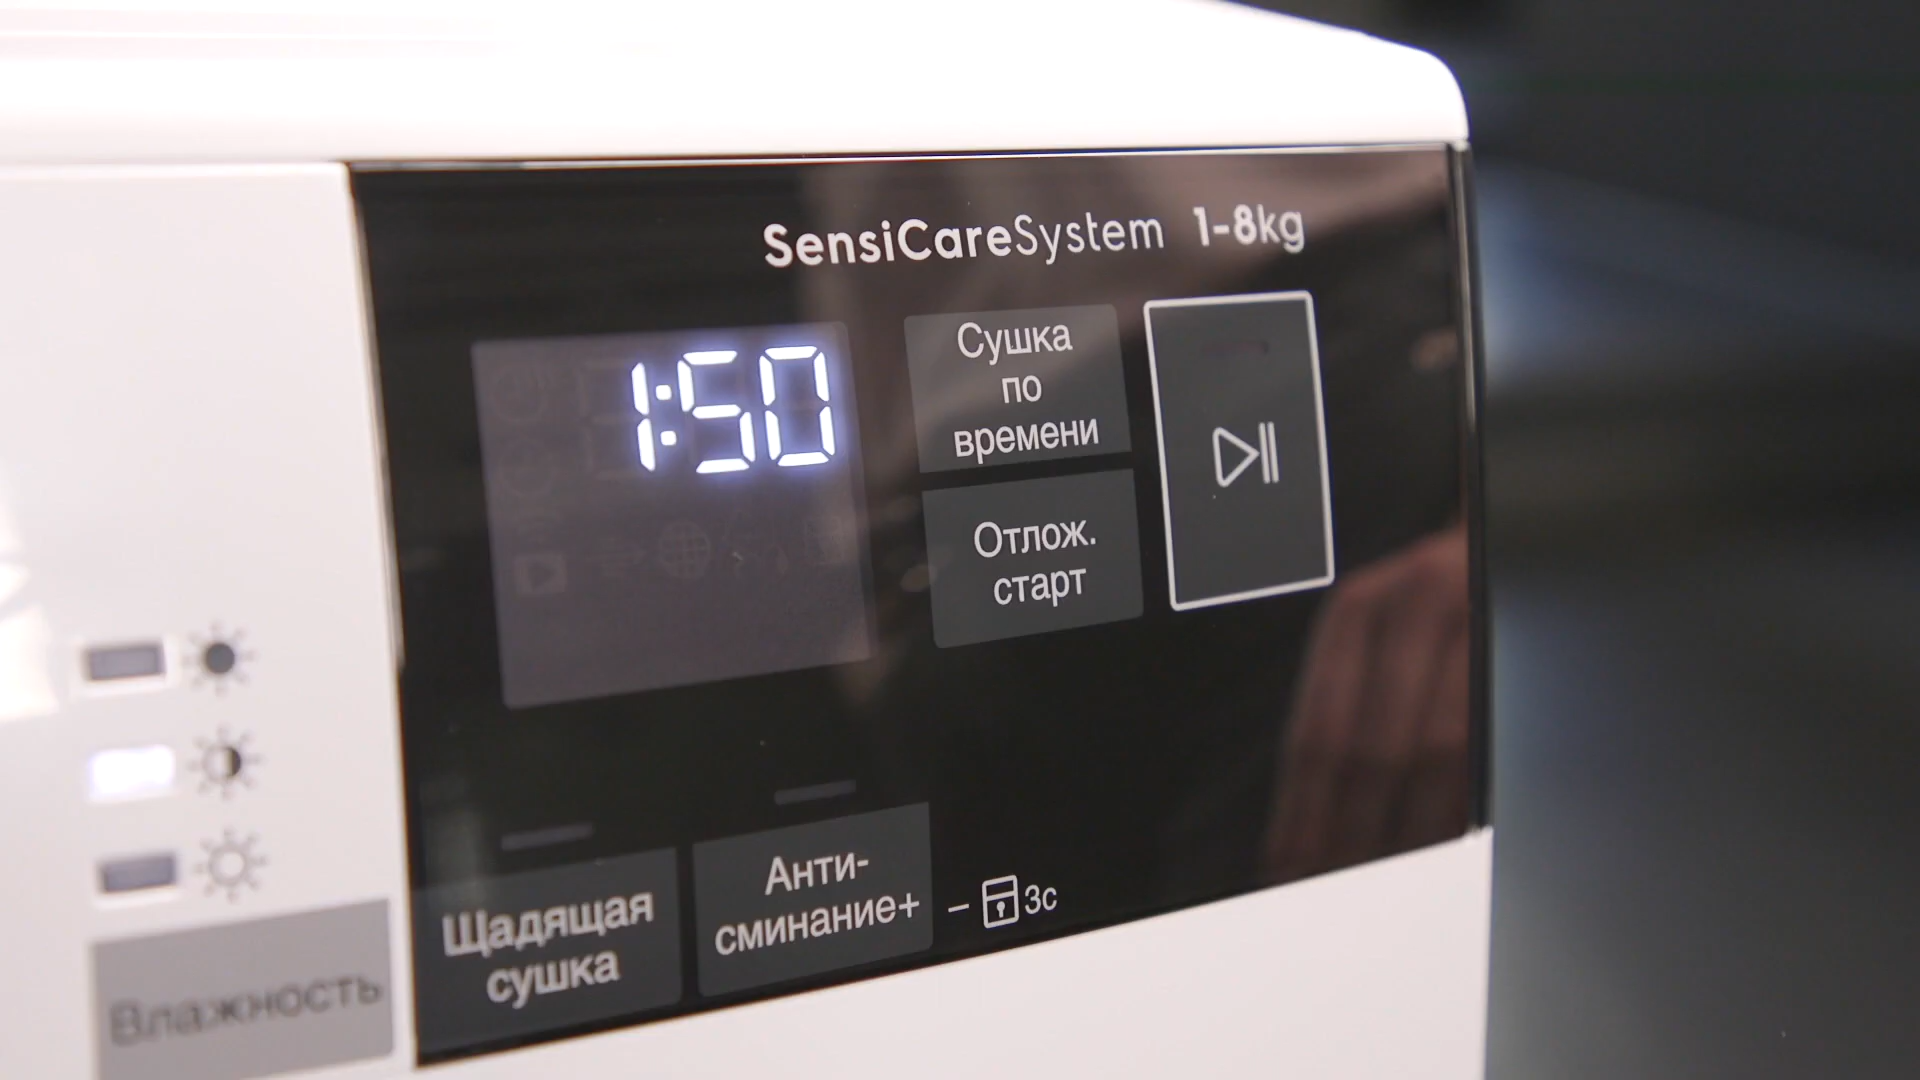 SensiCareSystem 1-8kg
1:50
Сушка
по
времени
Отлож.
старт
Щадящая
сушка
Анти-
сминание+
– 3с
Влажность